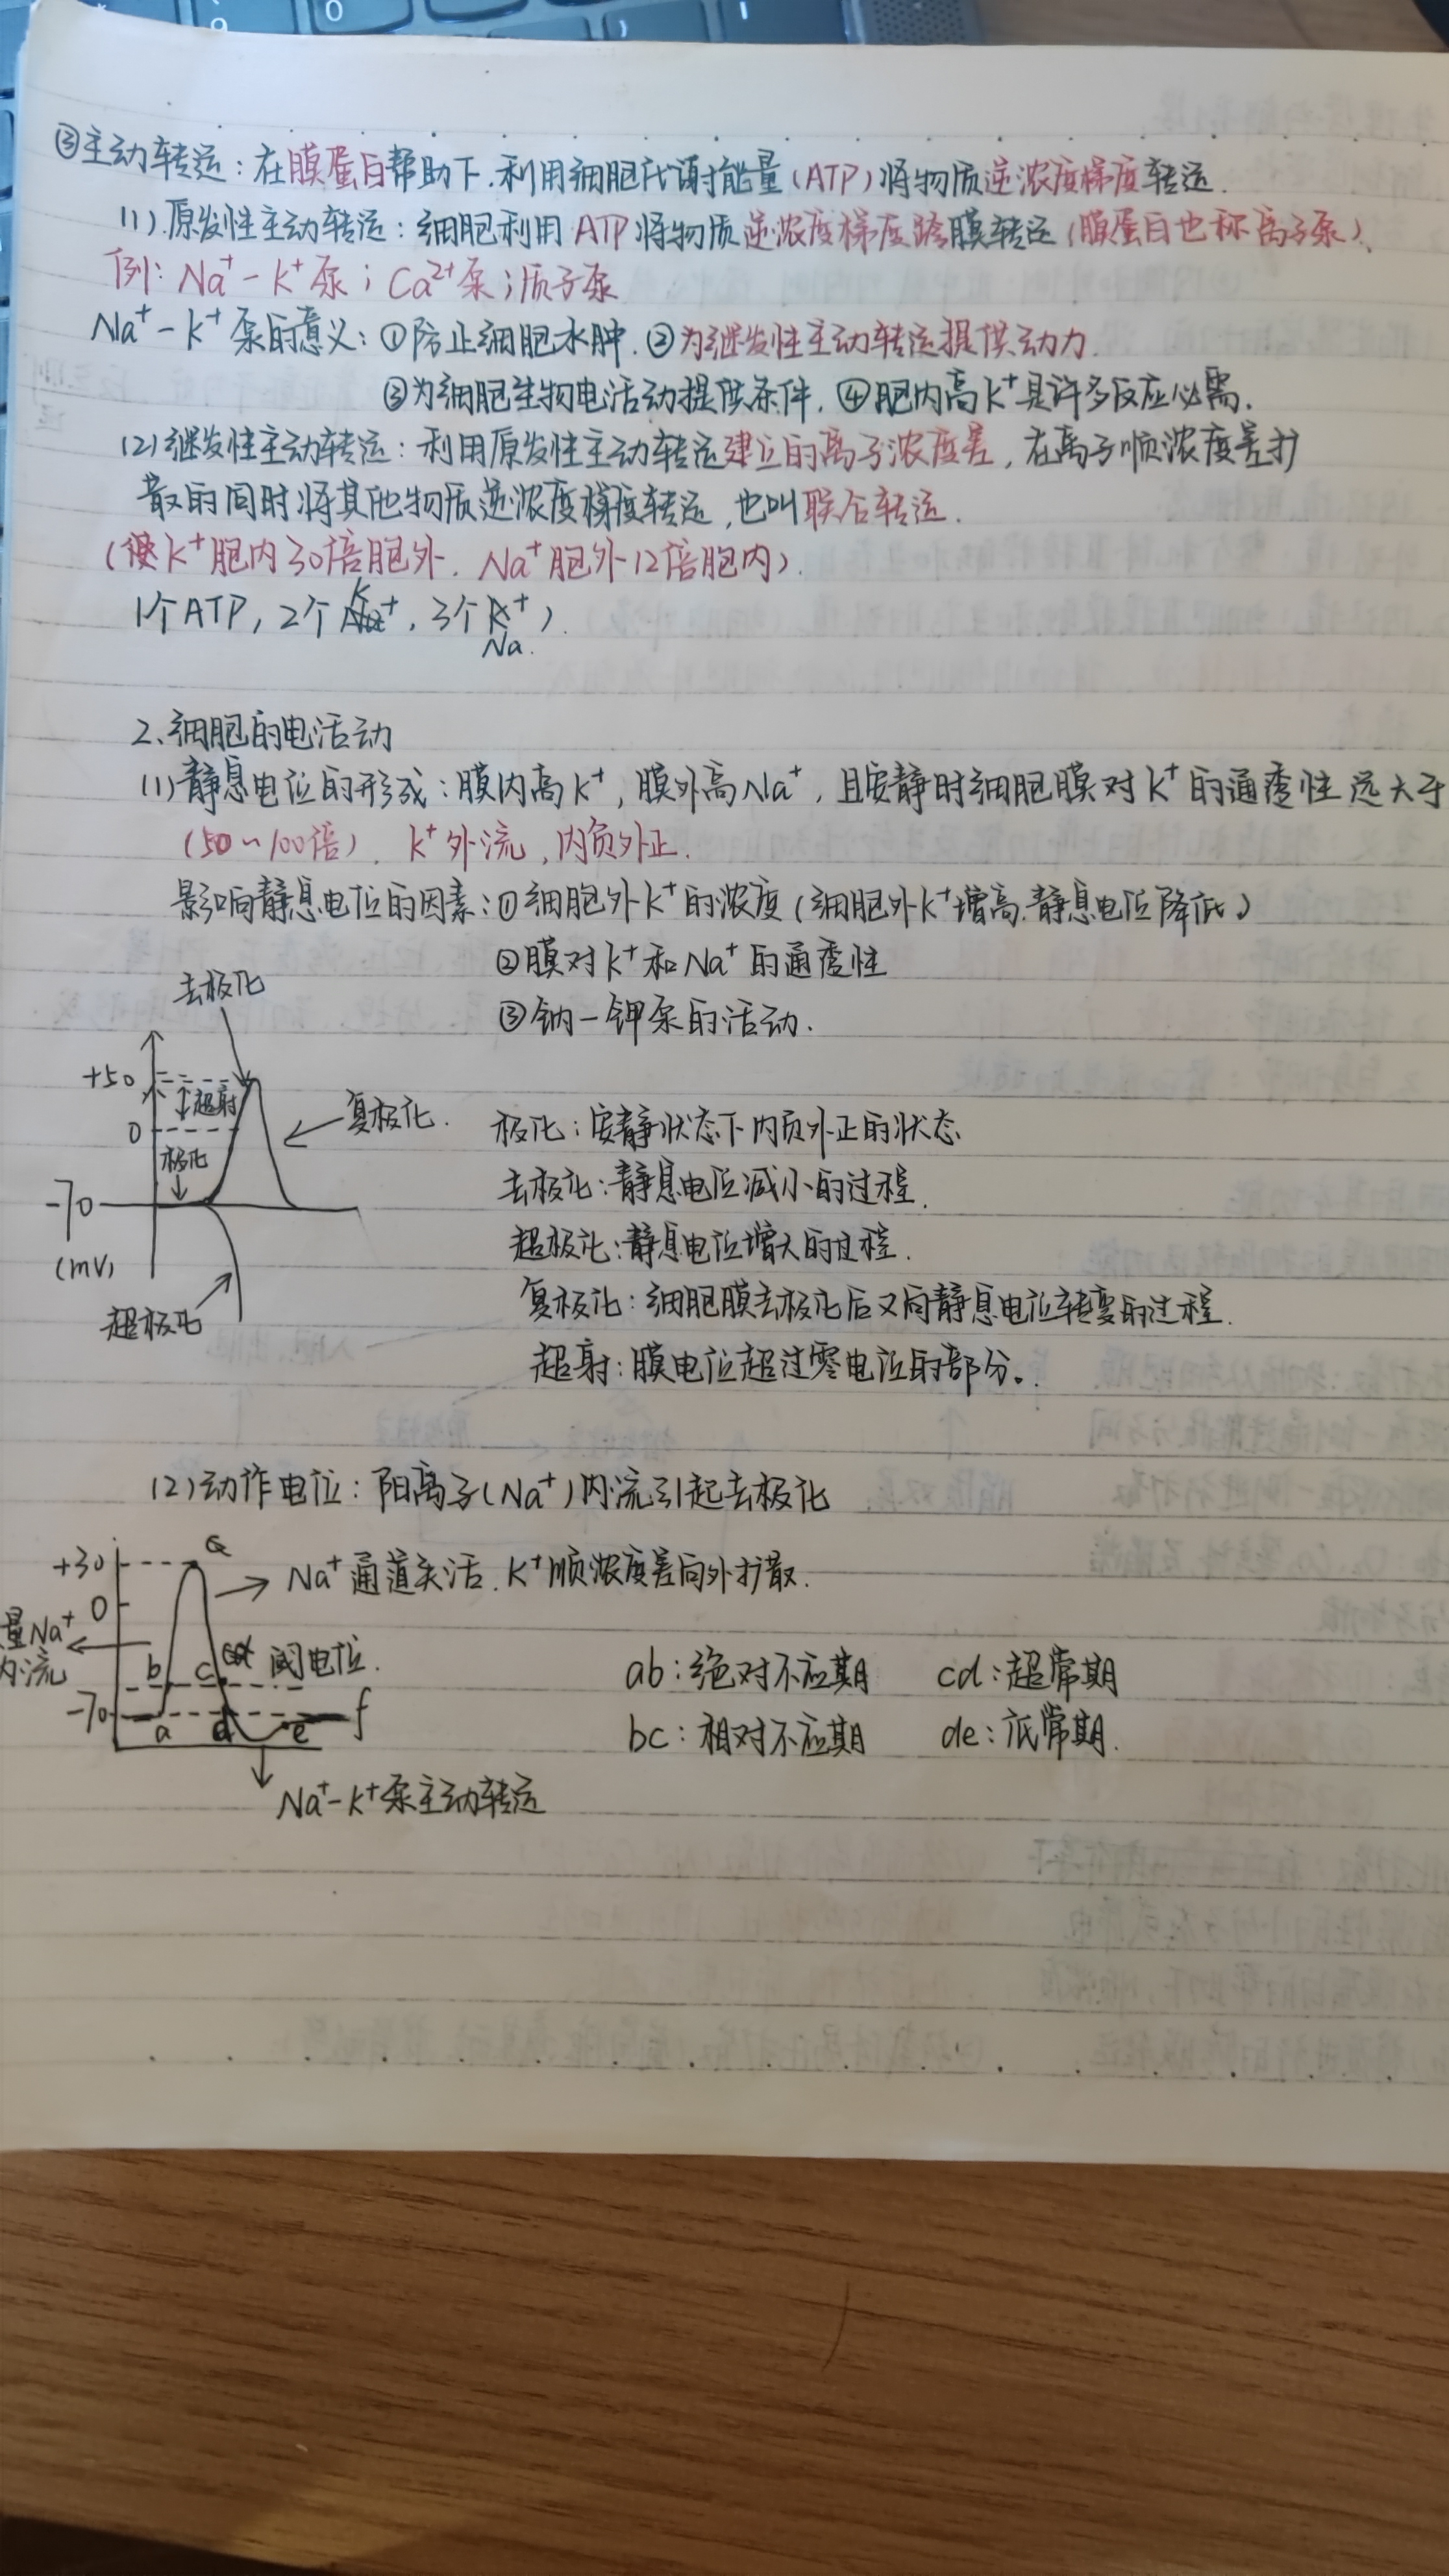 ③主动转运：在膜蛋白帮助下.利用细胞代谢能量(ATP)将物质逆浓度梯度转运.
(1).原发性主动转运：细胞利用ATP将物质逆浓度梯度跨膜转运(膜蛋白也称离子泵).
例：Na⁺-K⁺泵；Ca²⁺泵；质子泵
Na⁺-K⁺泵的意义：①防止细胞水肿.②为继发性主动转运提供动力.
③为细胞生物电活动提供条件.④胞内高K⁺是许多反应必需.
(2)继发性主动转运：利用原发性主动转运建立的离子浓度差,在离子顺浓度差扩
散的同时将其他物质逆浓度梯度转运,也叫联合转运.
(使K⁺胞内30倍胞外.Na⁺胞外12倍胞内).
1个ATP,2个K⁺,3个Na⁺).
2.细胞的电活动
(1)静息电位的形成：膜内高K⁺,膜外高Na⁺,且安静时细胞膜对K⁺的通透性远大于
(50~100倍).K⁺外流,内负外正.
影响静息电位的因素：①细胞外K⁺的浓度(细胞外K⁺增高.静息电位降低)
②膜对K⁺和Na⁺的通透性
③钠-钾泵的活动.
去极化
+50
超射
0
复极化.
极化
-70
(mV)
超极化
极化：安静状态下内负外正的状态
去极化：静息电位减小的过程.
超极化：静息电位增大的过程.
复极化：细胞膜去极化后又向静息电位转变的过程.
超射：膜电位超过零电位的部分。
(2)动作电位：阳离子(Na⁺)内流引起去极化
+30
Na⁺通道失活.K⁺顺浓度差向外扩散.
0
量Na⁺
内流
b c 阈电位.
-70 a d e f
Na⁺-K⁺泵主动转运
ab：绝对不应期 cd：超常期
bc：相对不应期 de：低常期.